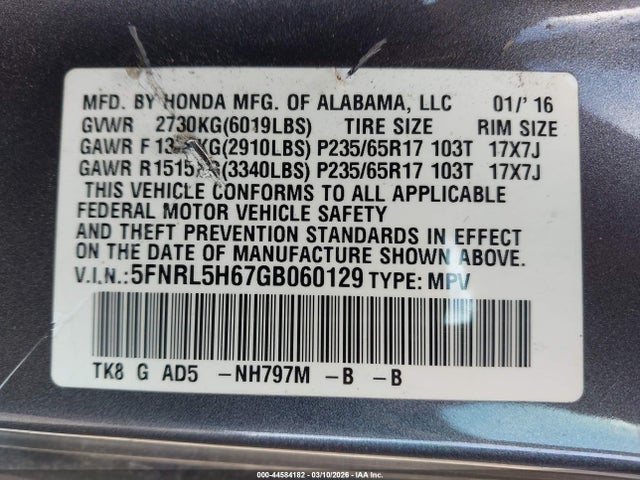 MFD. BY HONDA MFG. OF ALABAMA, LLC 01/' 16
GVWR 2730KG(6019LBS) TIRE SIZE RIM SIZE
GAWR F (2910LBS) P235/65R17 103T 17X7J
GAWR R (3340LBS) P235/65R17 103T 17X7J
THIS VEHICLE CONFORMS TO ALL APPLICABLE
FEDERAL MOTOR VEHICLE SAFETY
AND THEFT PREVENTION STANDARDS IN EFFECT
ON THE DATE OF MANUFACTURE SHOWN ABOVE.
V.I.N.:5FNRL5H67GB060129 TYPE: MPV
TK8 G AD5 -NH797M -B -B
000-44584182 - 03/10/2026 - IAA Inc.